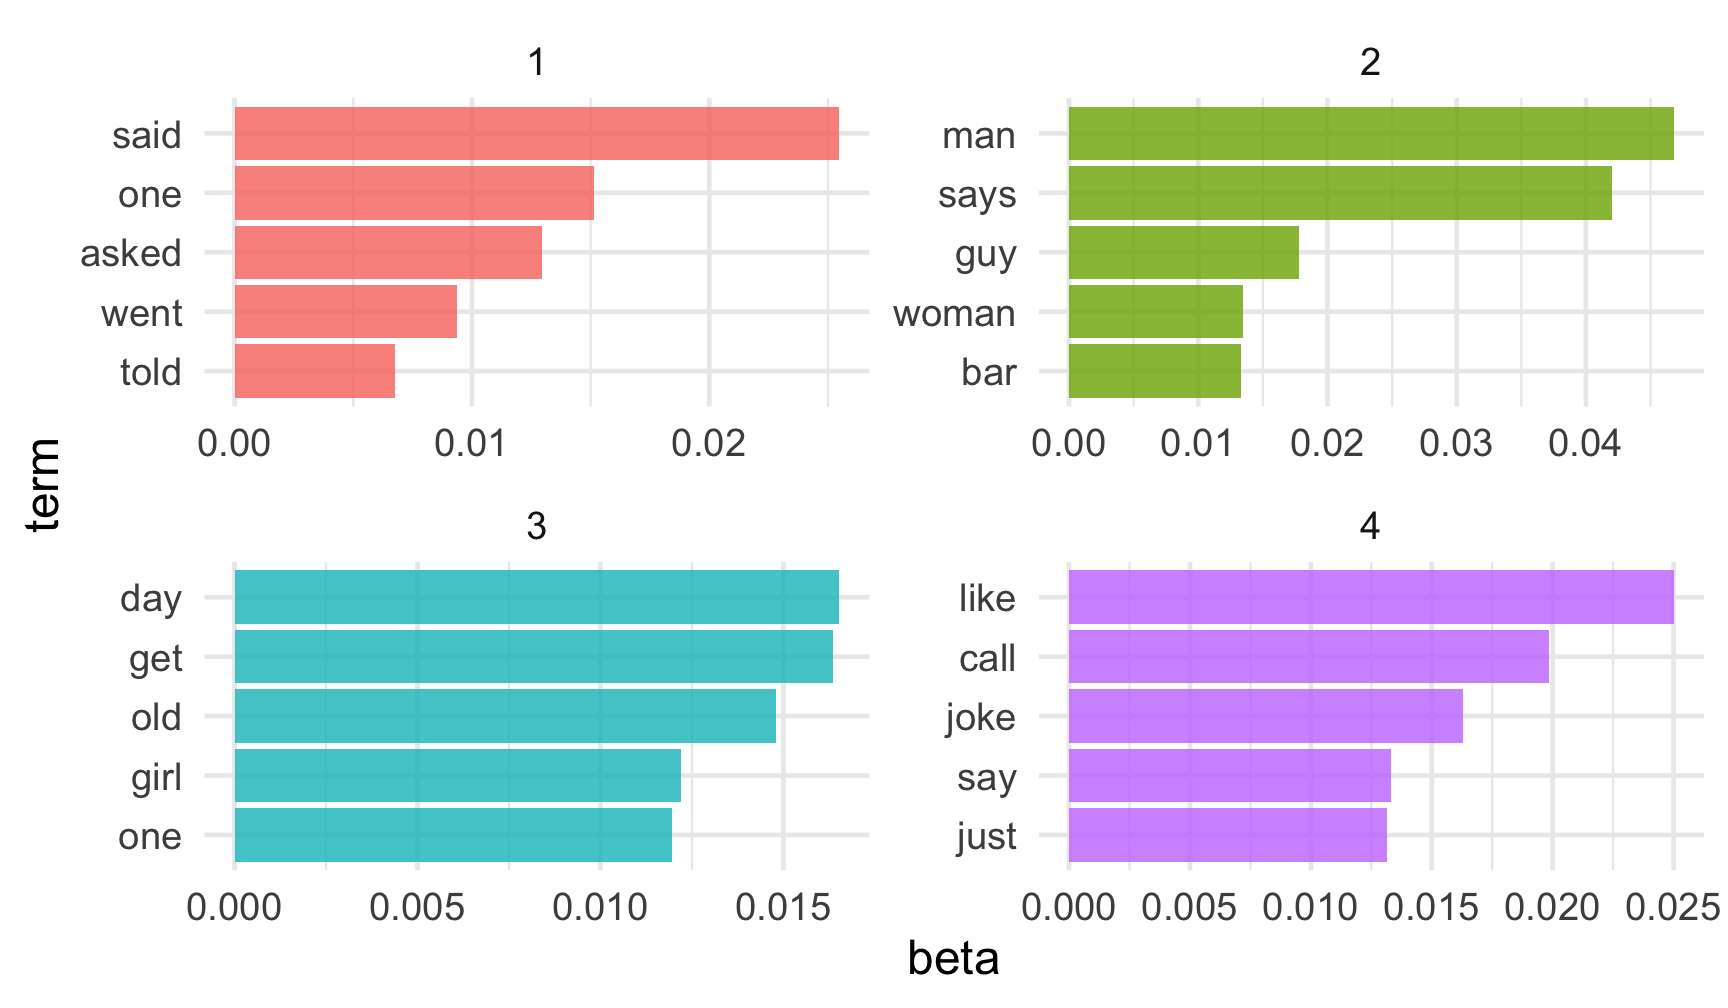 1
said
one
asked
went
told
0.00 0.01 0.02
2
man
says
guy
woman
bar
0.00 0.01 0.02 0.03 0.04
term
3
day
get
old
girl
one
0.000 0.005 0.010 0.015
4
like
call
joke
say
just
0.000 0.005 0.010 0.015 0.020 0.025
beta